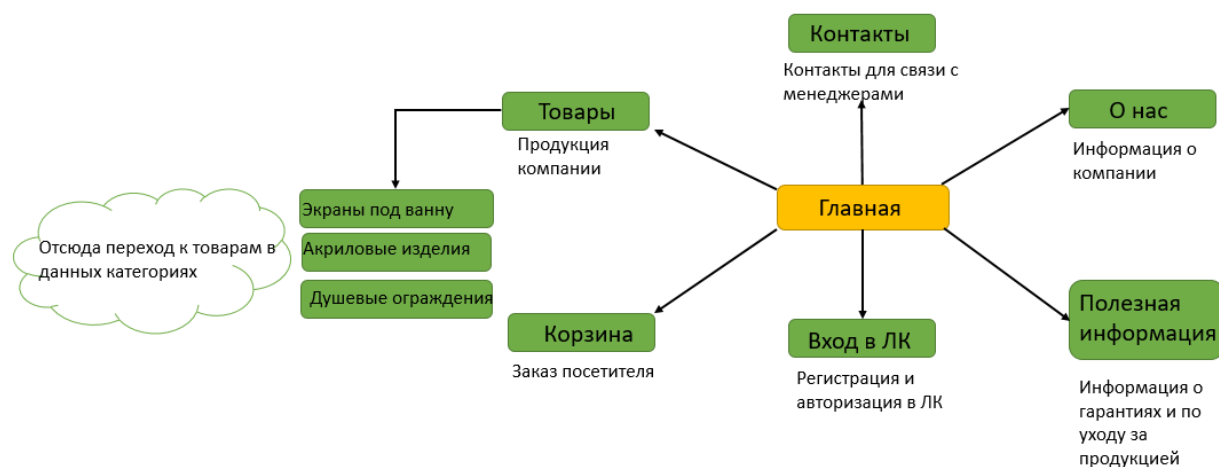 Контакты
Контакты для связи с
менеджерами
Товары
Продукция
компании
О нас
Информация о
компании
Главная
Экраны под ванну
Акриловые изделия
Душевые ограждения
Отсюда переход к товарам в
данных категориях
Корзина
Заказ посетителя
Вход в ЛК
Регистрация и
авторизация в ЛК
Полезная
информация
Информация о
гарантиях и по
уходу за
продукцией